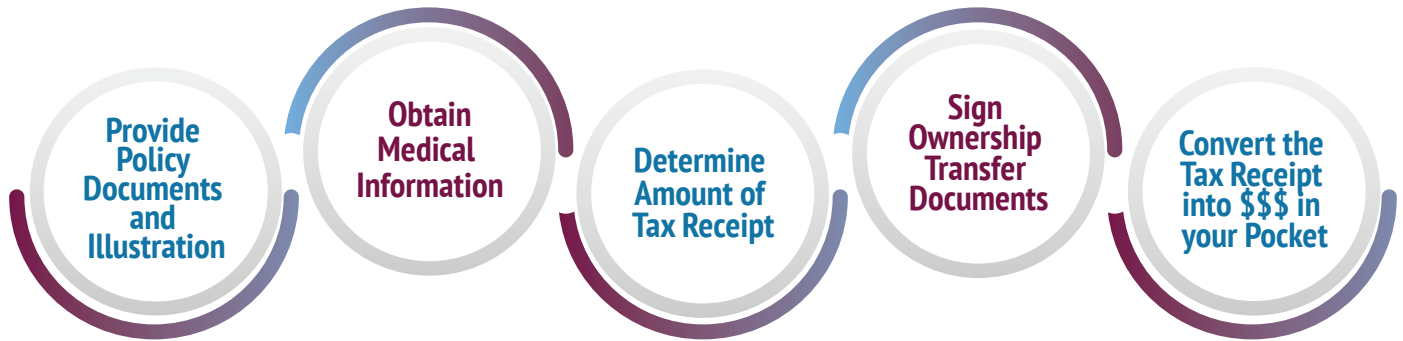 Provide
Policy
Documents
and
Illustration
Obtain
Medical
Information
Determine
Amount of
Tax Receipt
Sign
Ownership
Transfer
Documents
Convert the
Tax Receipt
into $$$ in
your Pocket